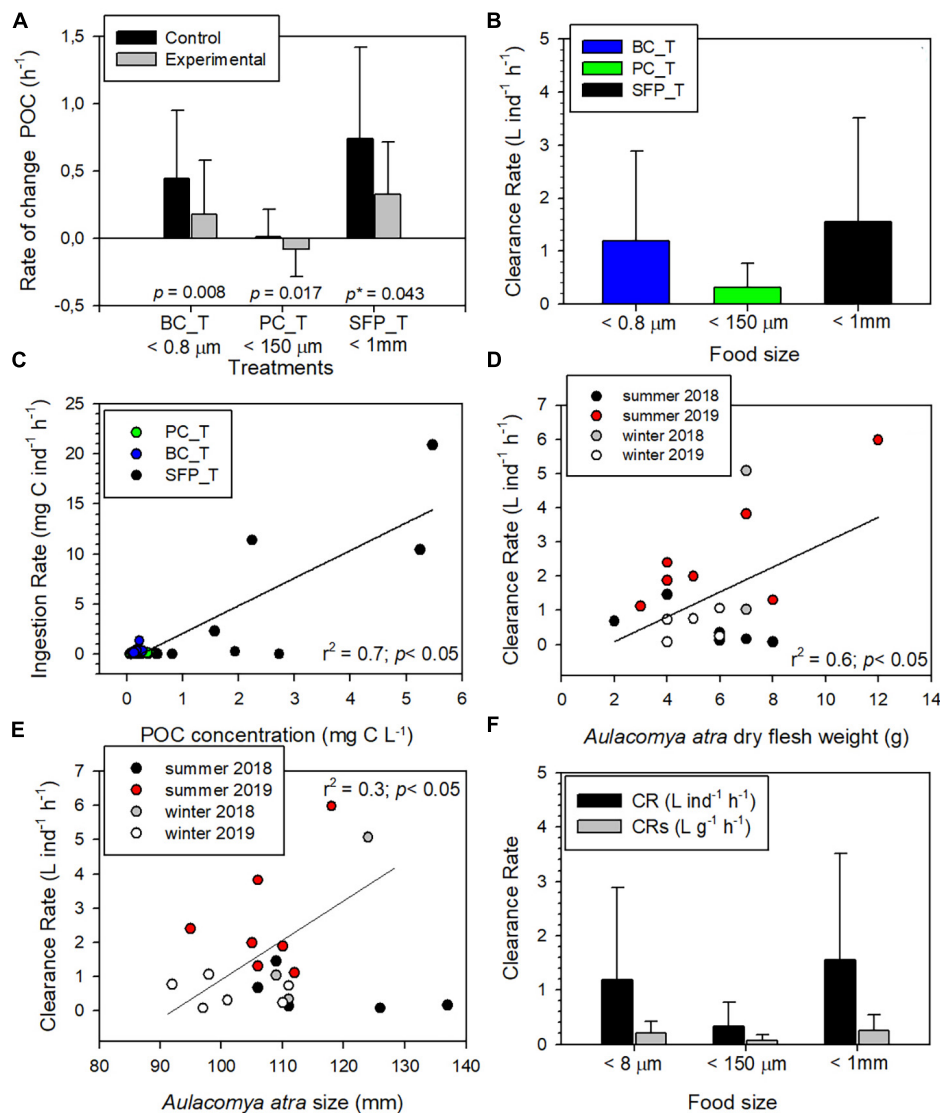 A
1,5
1,0
0,5
0,0
-0,5
Rate of change POC (h⁻¹)
Control
Experimental
p = 0.008
p = 0.017
p* = 0.043
BC_T
PC_T
SFP_T
< 0.8 µm
< 150 µm
< 1mm
Treatments
B
5
4
3
2
1
0
Clearance Rate (L ind⁻¹ h⁻¹)
BC_T
PC_T
SFP_T
< 0.8 µm
< 150 µm
< 1mm
Food size
C
25
20
15
10
5
0
Ingestion Rate (mg C ind⁻¹ h⁻¹)
PC_T
BC_T
SFP_T
r² = 0.7; p< 0.05
0 1 2 3 4 5 6
POC concentration (mg C L⁻¹)
D
7
6
5
4
3
2
1
0
Clearance Rate (L ind⁻¹ h⁻¹)
summer 2018
summer 2019
winter 2018
winter 2019
r² = 0.6; p< 0.05
0 2 4 6 8 10 12 14
Aulacomya atra dry flesh weight (g)
E
7
6
5
4
3
2
1
0
Clearance Rate (L ind⁻¹ h⁻¹)
summer 2018
summer 2019
winter 2018
winter 2019
r² = 0.3; p< 0.05
80 90 100 110 120 130 140
Aulacomya atra size (mm)
F
5
4
3
2
1
0
Clearance Rate
CR (L ind⁻¹ h⁻¹)
CRs (L g⁻¹ h⁻¹)
< 8 µm
< 150 µm
< 1mm
Food size